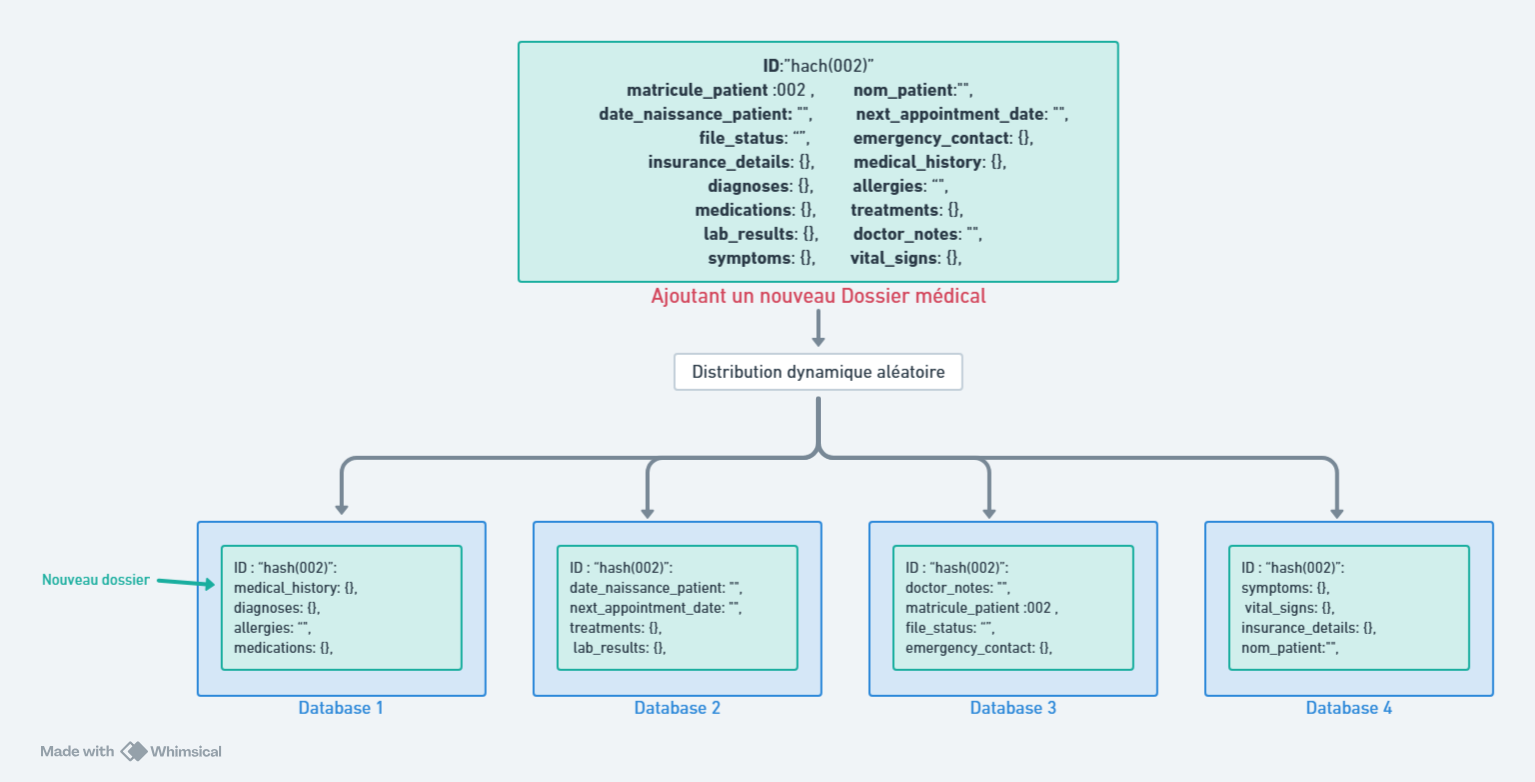 ID:"hach(002)"
matricule_patient :002 , nom_patient:"",
date_naissance_patient: "", next_appointment_date: "",
file_status: "", emergency_contact: {},
insurance_details: {}, medical_history: {},
diagnoses: {}, allergies: "",
medications: {}, treatments: {},
lab_results: {}, doctor_notes: "",
symptoms: {}, vital_signs: {},
Ajoutant un nouveau Dossier médical
Distribution dynamique aléatoire
Nouveau dossier
ID : "hash(002)":
medical_history: {},
diagnoses: {},
allergies: "",
medications: {},
Database 1
ID : "hash(002)":
date_naissance_patient: "",
next_appointment_date: "",
treatments: {},
lab_results: {},
Database 2
ID : "hash(002)":
doctor_notes: "",
matricule_patient :002 ,
file_status: "",
emergency_contact: {},
Database 3
ID : "hash(002)":
symptoms: {},
vital_signs: {},
insurance_details: {},
nom_patient:"",
Database 4
Made with Whimsical